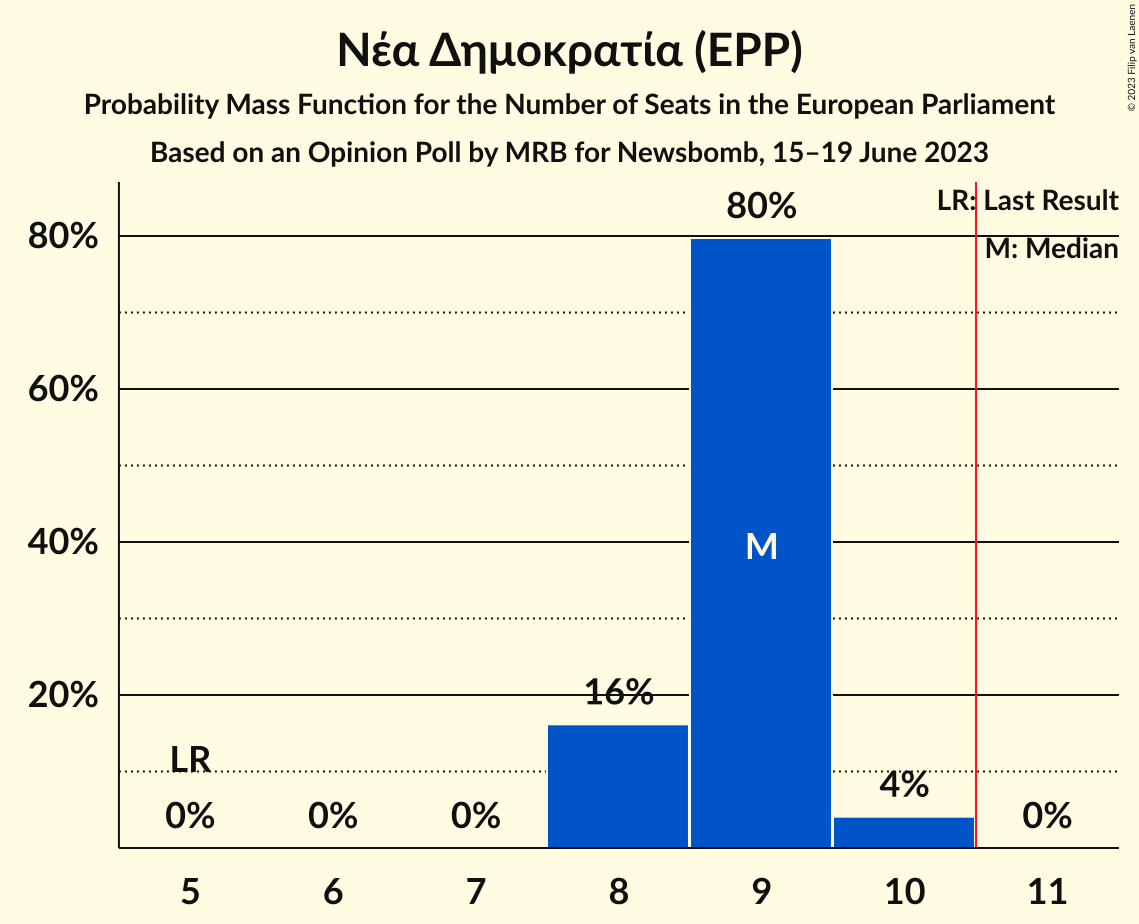 Νέα Δημοκρατία (EPP)
Probability Mass Function for the Number of Seats in the European Parliament
Based on an Opinion Poll by MRB for Newsbomb, 15–19 June 2023
© 2023 Filip van Laenen
LR: Last Result
M: Median
80%
60%
40%
20%
LR
0%
0%
0%
16%
80%
M
4%
0%
5
6
7
8
9
10
11